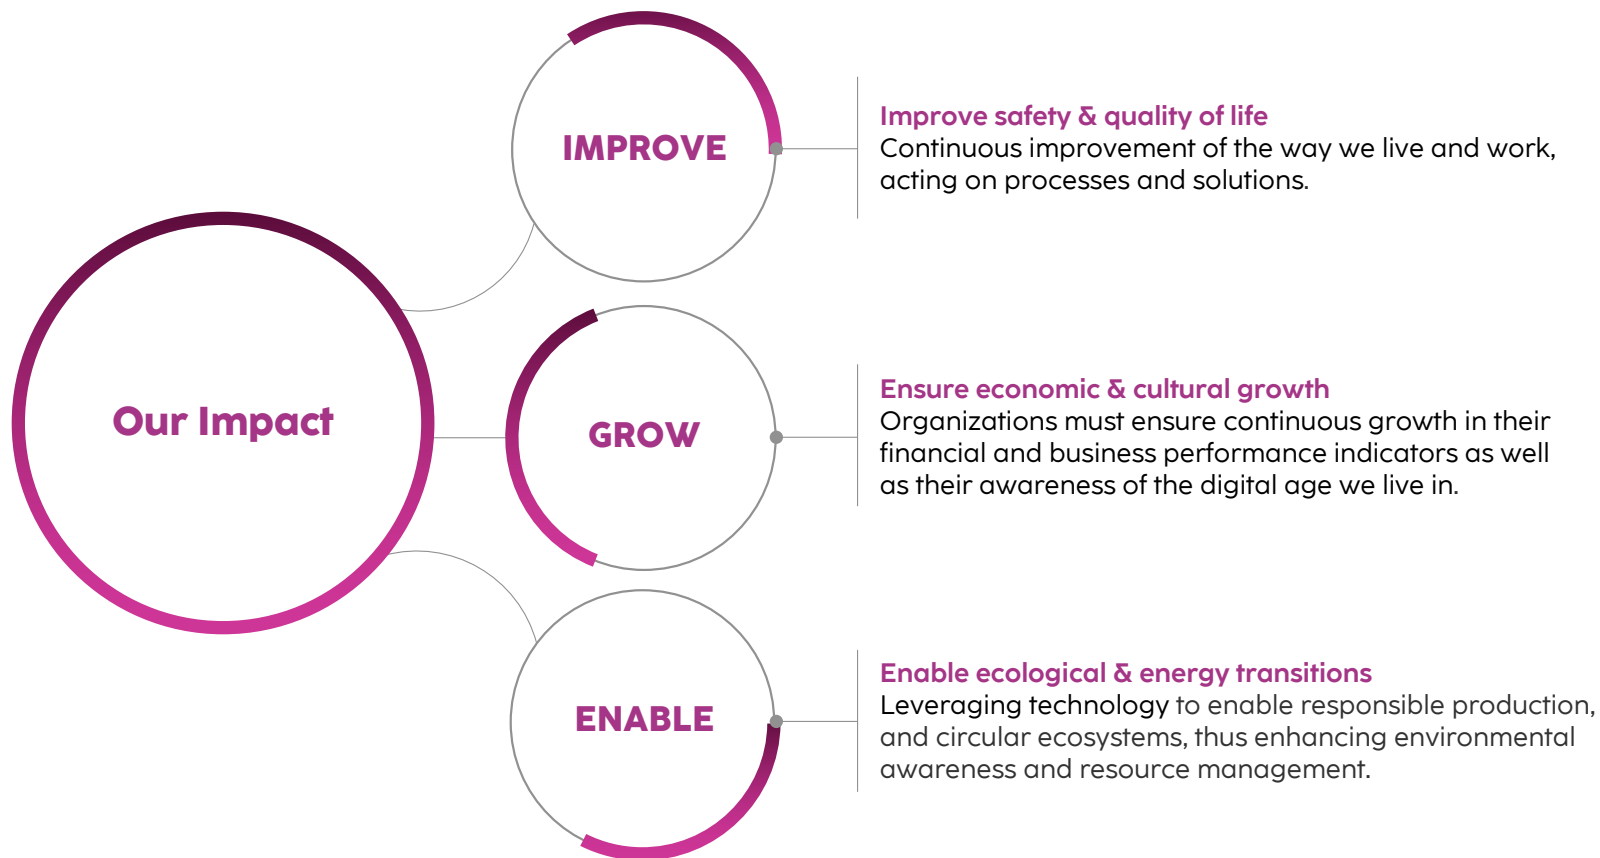 Our Impact
IMPROVE
Improve safety & quality of life
Continuous improvement of the way we live and work,
acting on processes and solutions.
GROW
Ensure economic & cultural growth
Organizations must ensure continuous growth in their
financial and business performance indicators as well
as their awareness of the digital age we live in.
ENABLE
Enable ecological & energy transitions
Leveraging technology to enable responsible production,
and circular ecosystems, thus enhancing environmental
awareness and resource management.